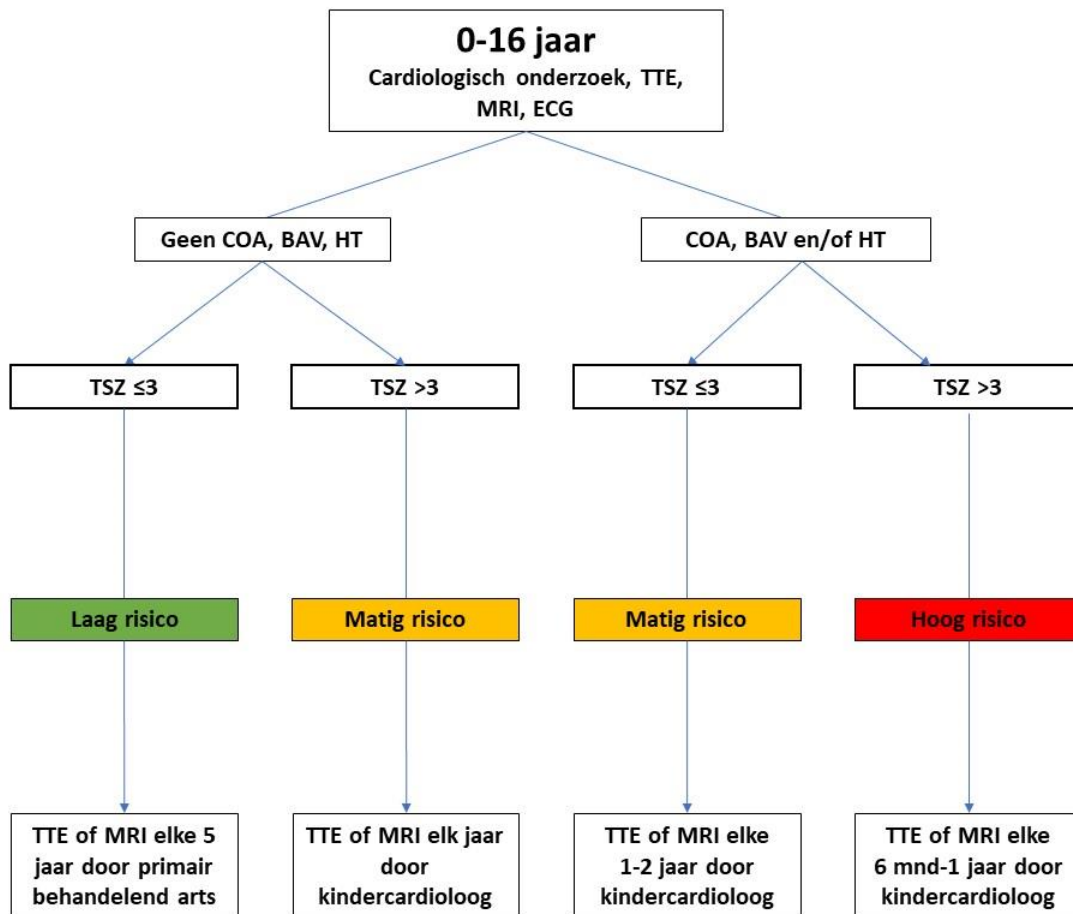 0-16 jaar
Cardiologisch onderzoek, TTE,
MRI, ECG
Geen COA, BAV, HT
COA, BAV en/of HT
TSZ ≤3
TSZ >3
TSZ ≤3
TSZ >3
Laag risico
Matig risico
Matig risico
Hoog risico
TTE of MRI elke 5
jaar door primair
behandelend arts
TTE of MRI elk jaar
door
kindercardioloog
TTE of MRI elke
1-2 jaar door
kindercardioloog
TTE of MRI elke
6 mnd-1 jaar door
kindercardioloog